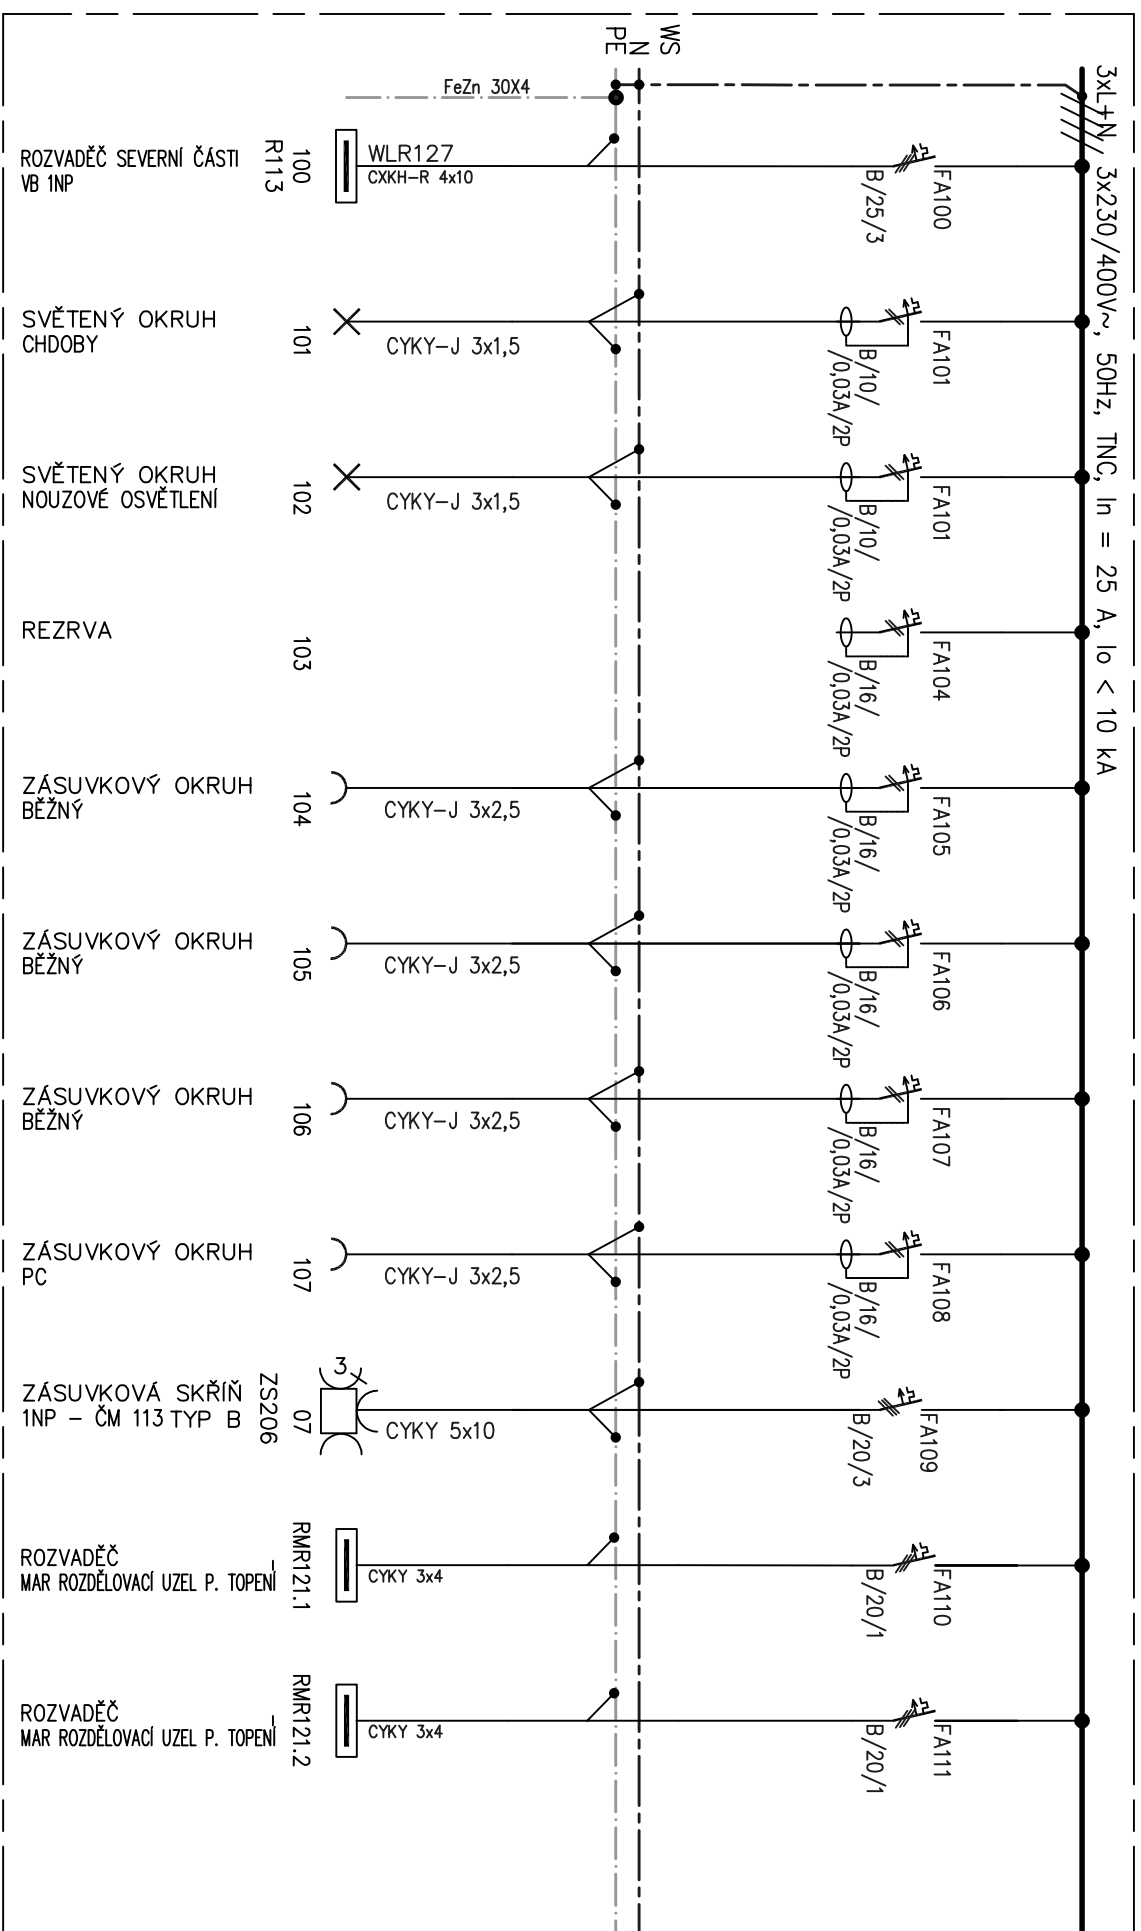 WS
N
PE
3xL+N, 3x230/400V~, 50Hz, TNC, In = 25 A, Io < 10 kA
FeZn 30X4
ROZVADĚČ SEVERNÍ ČÁSTI
VB 1NP
100
R113
WLR127
CXKH-R 4x10
FA100
B/25/3
SVĚTENÝ OKRUH
CHDOBY
101
CYKY-J 3x1,5
FA101
B/10/
/0,03A/2P
SVĚTENÝ OKRUH
NOUZOVÉ OSVĚTLENÍ
102
CYKY-J 3x1,5
FA101
B/10/
/0,03A/2P
REZRVA
103
FA104
B/16/
/0,03A/2P
ZÁSUVKOVÝ OKRUH
BĚŽNÝ
104
CYKY-J 3x2,5
FA105
B/16/
/0,03A/2P
ZÁSUVKOVÝ OKRUH
BĚŽNÝ
105
CYKY-J 3x2,5
FA106
B/16/
/0,03A/2P
ZÁSUVKOVÝ OKRUH
BĚŽNÝ
106
CYKY-J 3x2,5
FA107
B/16/
/0,03A/2P
ZÁSUVKOVÝ OKRUH
PC
107
CYKY-J 3x2,5
FA108
B/16/
/0,03A/2P
ZÁSUVKOVÁ SKŘÍŇ
1NP - ČM 113 TYP B
07
ZS206
3
CYKY 5x10
FA109
B/20/3
ROZVADĚČ
MAR ROZDĚLOVACÍ UZEL P. TOPENÍ
-
RMR121.1
CYKY 3x4
FA110
B/20/1
ROZVADĚČ
MAR ROZDĚLOVACÍ UZEL P. TOPENÍ
-
RMR121.2
CYKY 3x4
FA111
B/20/1